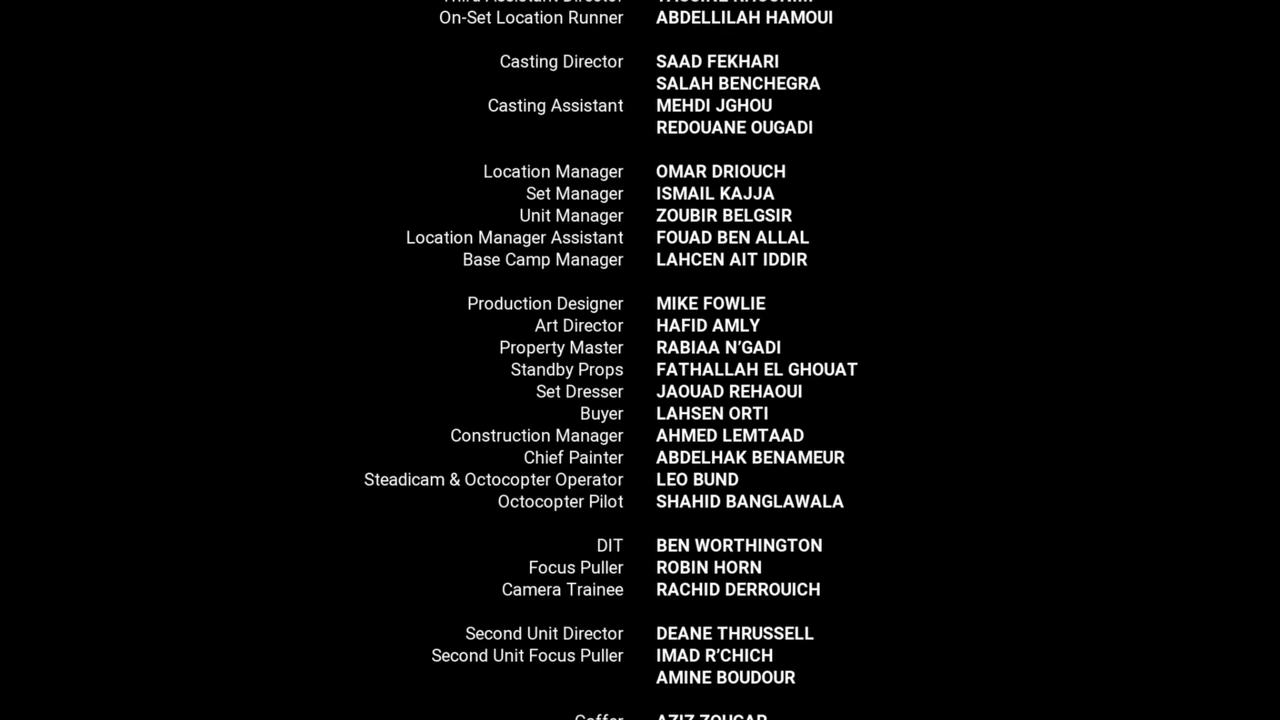 On-Set Location Runner ABDELLILAH HAMOUI
Casting Director SAAD FEKHARI
SALAH BENCHEGRA
Casting Assistant MEHDI JGHOU
REDOUANE OUGADI
Location Manager OMAR DRIOUCH
Set Manager ISMAIL KAJJA
Unit Manager ZOUBIR BELGSIR
Location Manager Assistant FOUAD BEN ALLAL
Base Camp Manager LAHCEN AIT IDDIR
Production Designer MIKE FOWLIE
Art Director HAFID AMLY
Property Master RABIAA N’GADI
Standby Props FATHALLAH EL GHOUAT
Set Dresser JAOUAD REHAOUI
Buyer LAHSEN ORTI
Construction Manager AHMED LEMTAAD
Chief Painter ABDELHAK BENAMEUR
Steadicam & Octocopter Operator LEO BUND
Octocopter Pilot SHAHID BANGLAWALA
DIT BEN WORTHINGTON
Focus Puller ROBIN HORN
Camera Trainee RACHID DERROUICH
Second Unit Director DEANE THRUSSELL
Second Unit Focus Puller IMAD R’CHICH
AMINE BOUDOUR